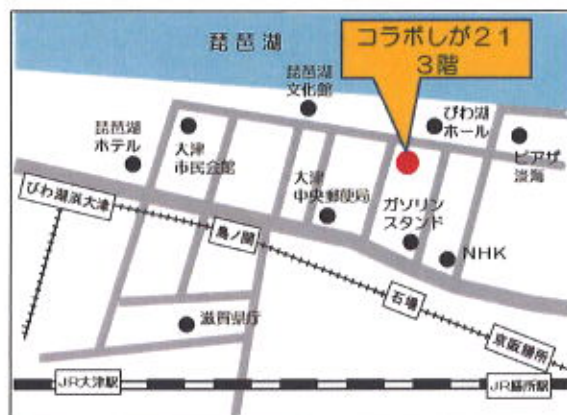 琵琶湖
コラボしが21
3階
琵琶湖
文化館
びわ湖
ホール
ピアザ
淡海
琵琶湖
ホテル
大津
市民会館
大津
中央郵便局
ガソリン
スタンド
びわ湖浜大津
島ノ関
NHK
石場
滋賀県庁
京阪膳所
JR大津駅
JR膳所駅